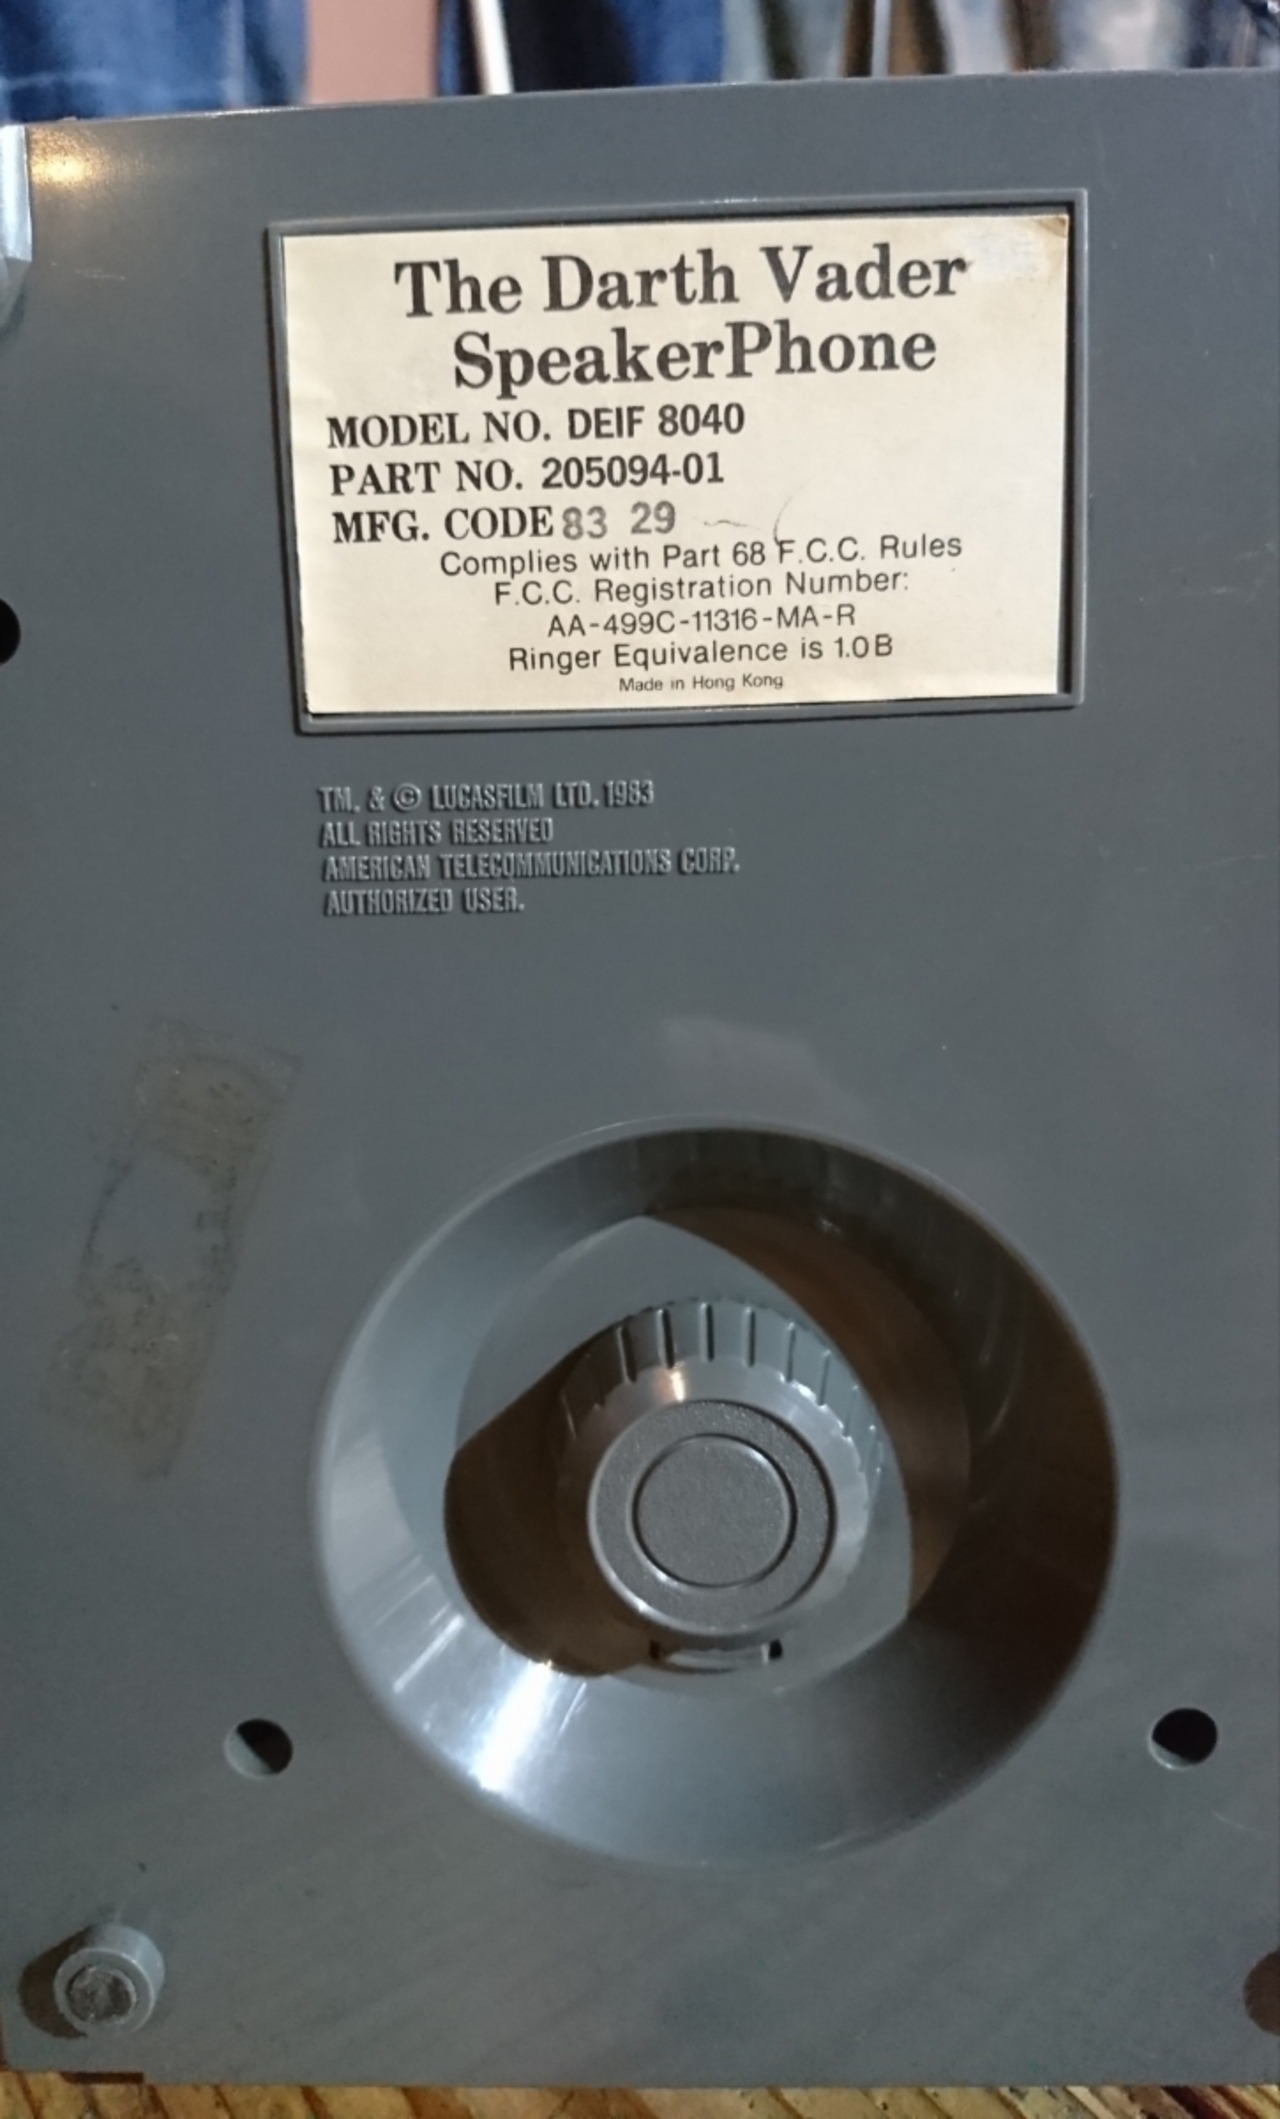 The Darth Vader
SpeakerPhone
MODEL NO. DEIF 8040
PART NO. 205094-01
MFG. CODE 83 29
Complies with Part 68 F.C.C. Rules
F.C.C. Registration Number:
AA-499C-11316-MA-R
Ringer Equivalence is 1.0B
Made in Hong Kong
TM. & © LUCASFILM LTD. 1983
ALL RIGHTS RESERVED
AMERICAN TELECOMMUNICATIONS CORP.
AUTHORIZED USER.